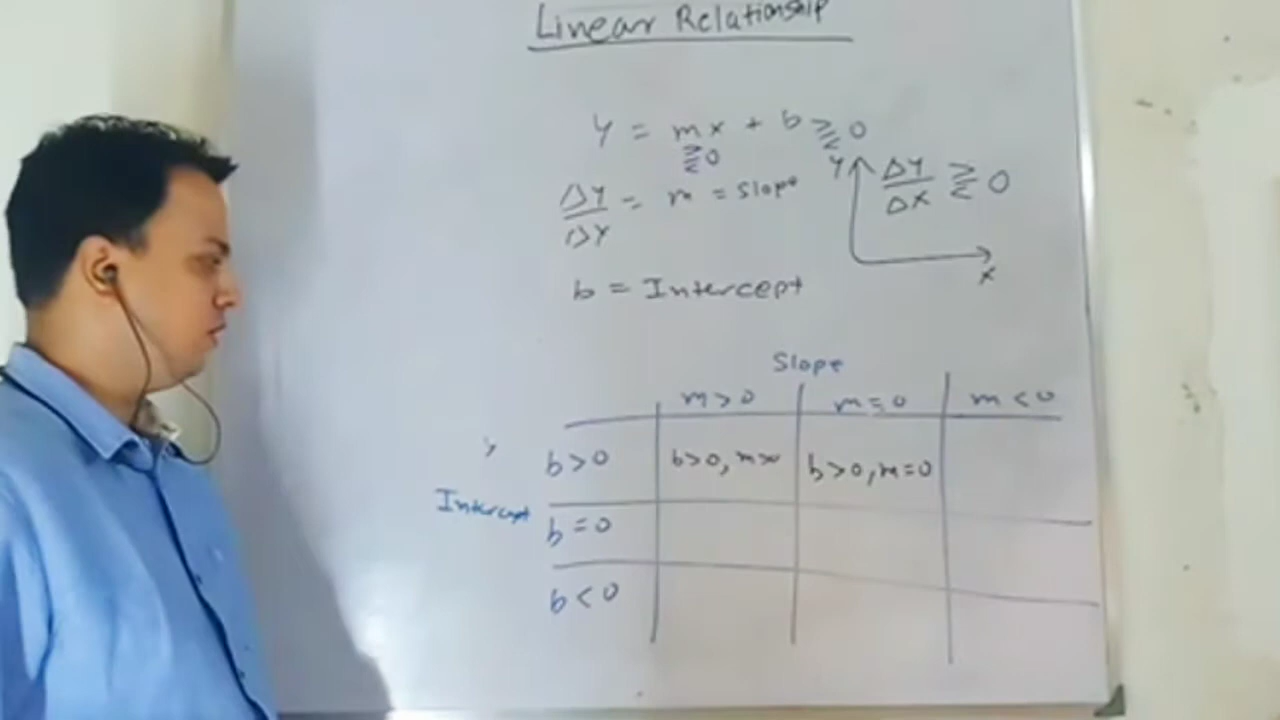 Linear Relationship
Y = mx + b ⪌ 0
⪌ 0
ΔY/ΔY = m = Slope
Y ΔY/ΔX ⪌ 0
X
b = Intercept
Slope
m > 0 m = 0 m < 0
b > 0 b>0, m>0 b>0, m=0
Intercept
b = 0
b < 0